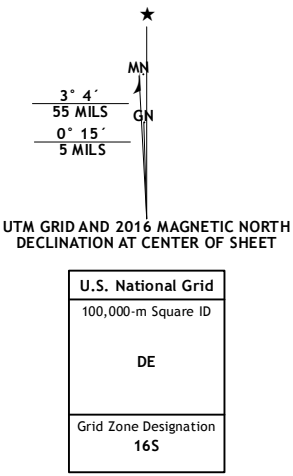 ★
MN
3° 4´
55 MILS
GN
0° 15´
5 MILS
UTM GRID AND 2016 MAGNETIC NORTH
DECLINATION AT CENTER OF SHEET
U.S. National Grid
100,000-m Square ID
DE
Grid Zone Designation
16S